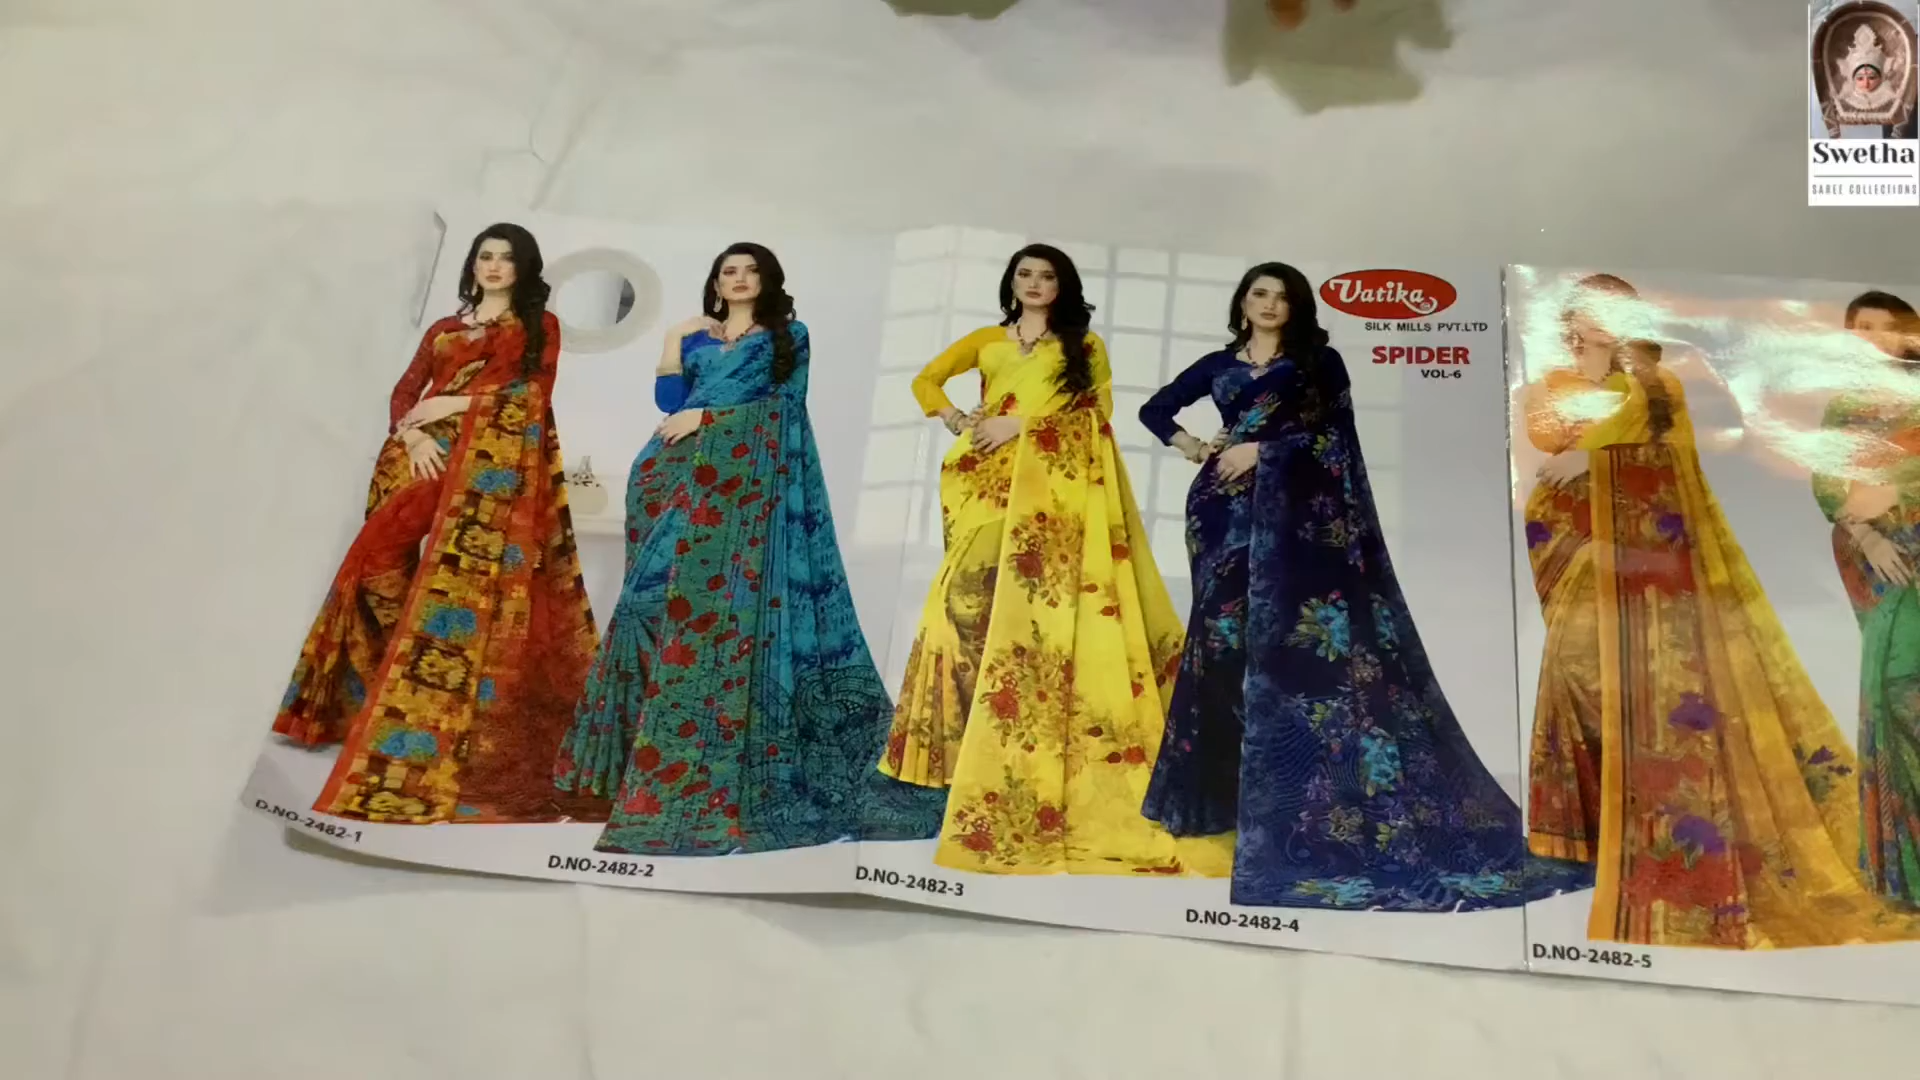 Swetha
SAREE COLLECTIONS
Vatika
SILK MILLS PVT.LTD
SPIDER
VOL-6
D.NO-2482-1
D.NO-2482-2
D.NO-2482-3
D.NO-2482-4
D.NO-2482-5